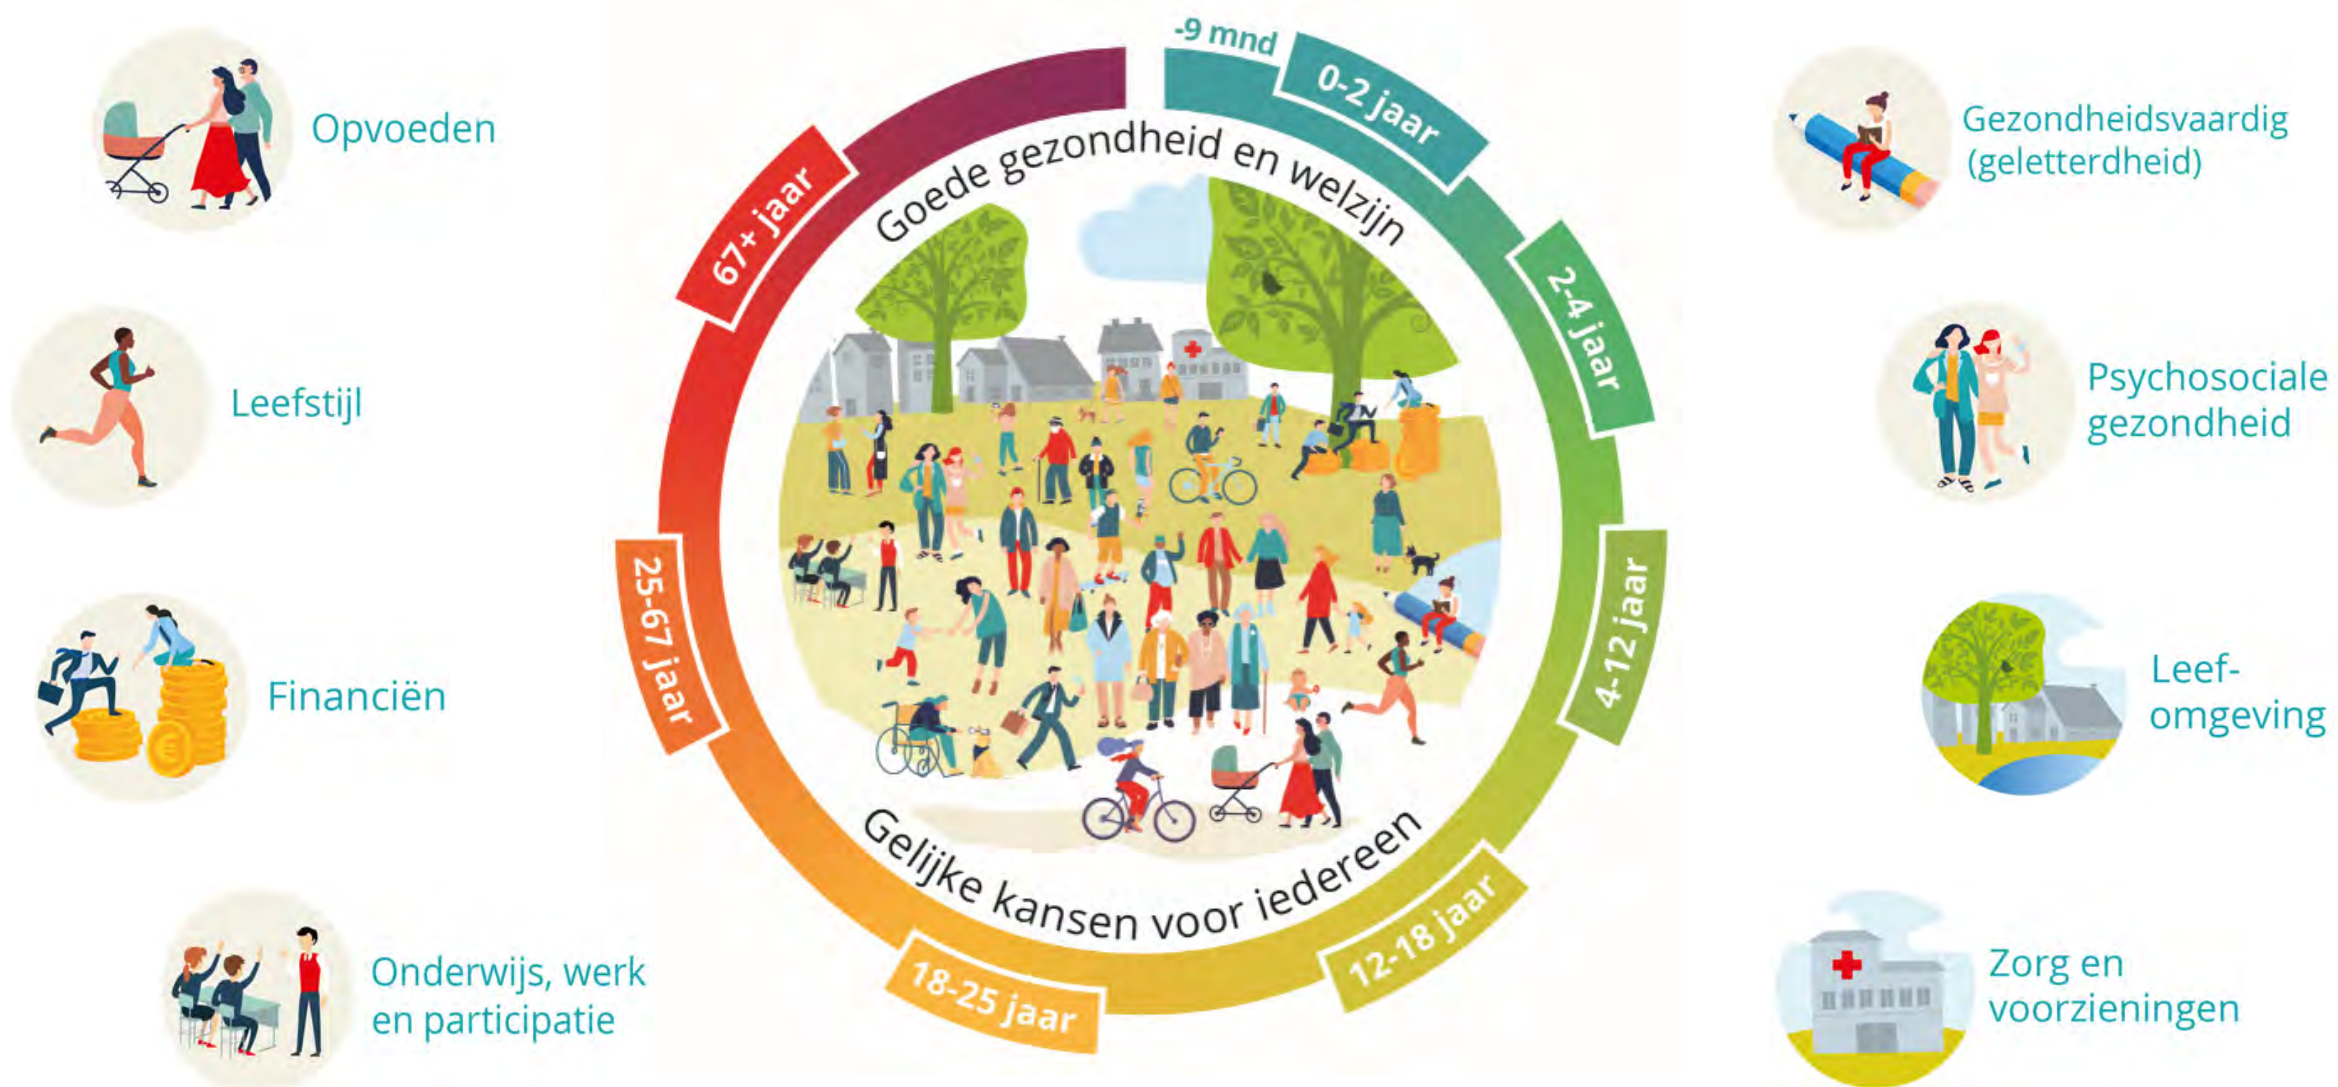 Opvoeden
Leefstijl
Financiën
Onderwijs, werk
en participatie
-9 mnd
0-2 jaar
2-4 jaar
4-12 jaar
12-18 jaar
18-25 jaar
25-67 jaar
67+ jaar
Goede gezondheid en welzijn
Gelijke kansen voor iedereen
Gezondheidsvaardig
(geletterdheid)
Psychosociale
gezondheid
Leef-
omgeving
Zorg en
voorzieningen